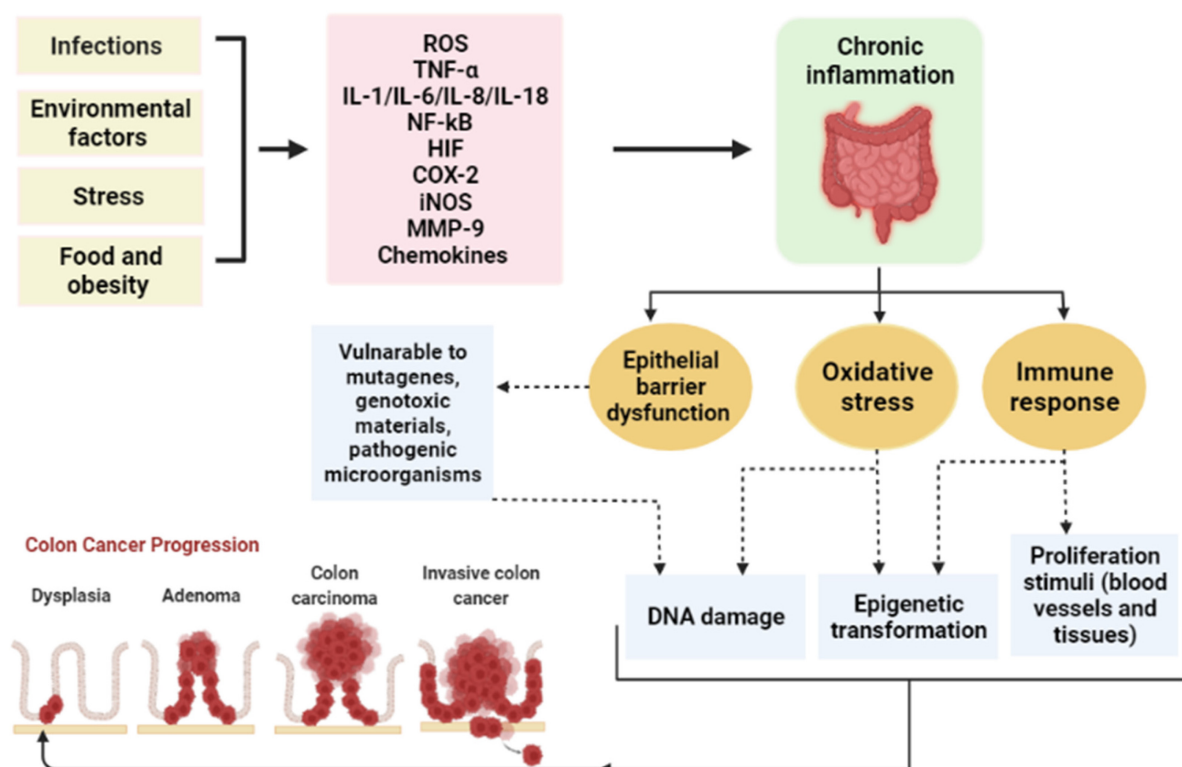 Infections
Environmental
factors
Stress
Food and
obesity
ROS
TNF-α
IL-1/IL-6/IL-8/IL-18
NF-kB
HIF
COX-2
iNOS
MMP-9
Chemokines
Chronic
inflammation
Epithelial
barrier
dysfunction
Oxidative
stress
Immune
response
Vulnarable to
mutagenes,
genotoxic
materials,
pathogenic
microorganisms
DNA damage
Epigenetic
transformation
Proliferation
stimuli (blood
vessels and
tissues)
Colon Cancer Progression
Dysplasia
Adenoma
Colon
carcinoma
Invasive colon
cancer